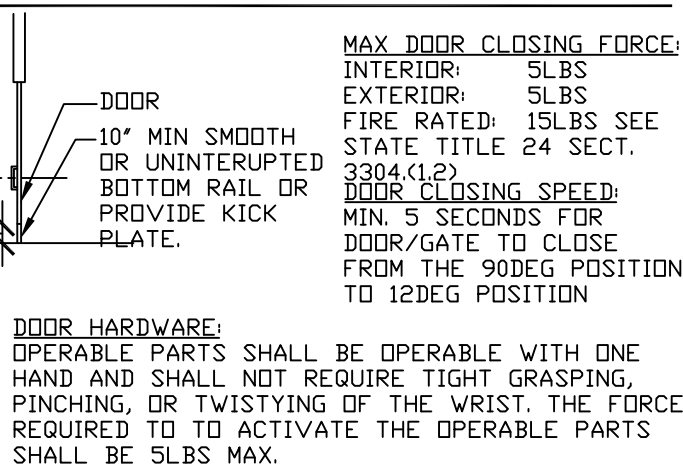 DOOR
10" MIN SMOOTH
OR UNINTERUPTED
BOTTOM RAIL OR
PROVIDE KICK
PLATE.
MAX DOOR CLOSING FORCE:
INTERIOR: 5LBS
EXTERIOR: 5LBS
FIRE RATED: 15LBS SEE
STATE TITLE 24 SECT.
3304.(1.2)
DOOR CLOSING SPEED:
MIN. 5 SECONDS FOR
DOOR/GATE TO CLOSE
FROM THE 90DEG POSITION
TO 12DEG POSITION
DOOR HARDWARE:
OPERABLE PARTS SHALL BE OPERABLE WITH ONE
HAND AND SHALL NOT REQUIRE TIGHT GRASPING,
PINCHING, OR TWISTYING OF THE WRIST. THE FORCE
REQUIRED TO TO ACTIVATE THE OPERABLE PARTS
SHALL BE 5LBS MAX.